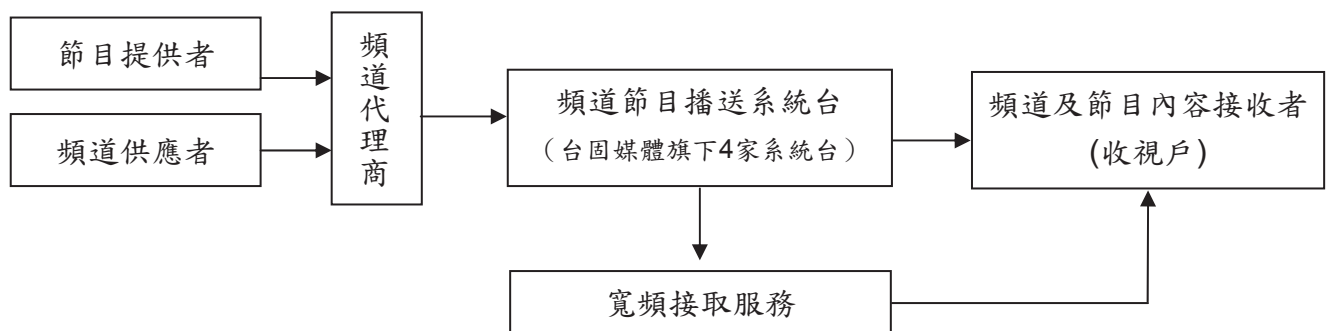 節目提供者
頻道供應者
頻道代理商
頻道節目播送系統台
（台固媒體旗下4家系統台）
頻道及節目內容接收者
(收視戶)
寬頻接取服務